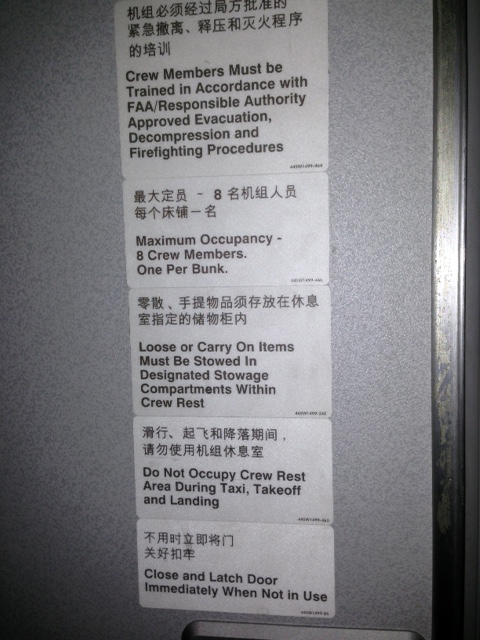 机组必须经过局方批准的
紧急撤离、释压和灭火程序
的培训
Crew Members Must be
Trained in Accordance with
FAA/Responsible Authority
Approved Evacuation,
Decompression and
Firefighting Procedures
最大定员 - 8 名机组人员
每个床铺一名
Maximum Occupancy -
8 Crew Members.
One Per Bunk.
零散、手提物品须存放在休息
室指定的储物柜内
Loose or Carry On Items
Must Be Stowed In
Designated Stowage
Compartments Within
Crew Rest
滑行、起飞和降落期间，
请勿使用机组休息室
Do Not Occupy Crew Rest
Area During Taxi, Takeoff
and Landing
不用时立即将门
关好扣牢
Close and Latch Door
Immediately When Not in Use